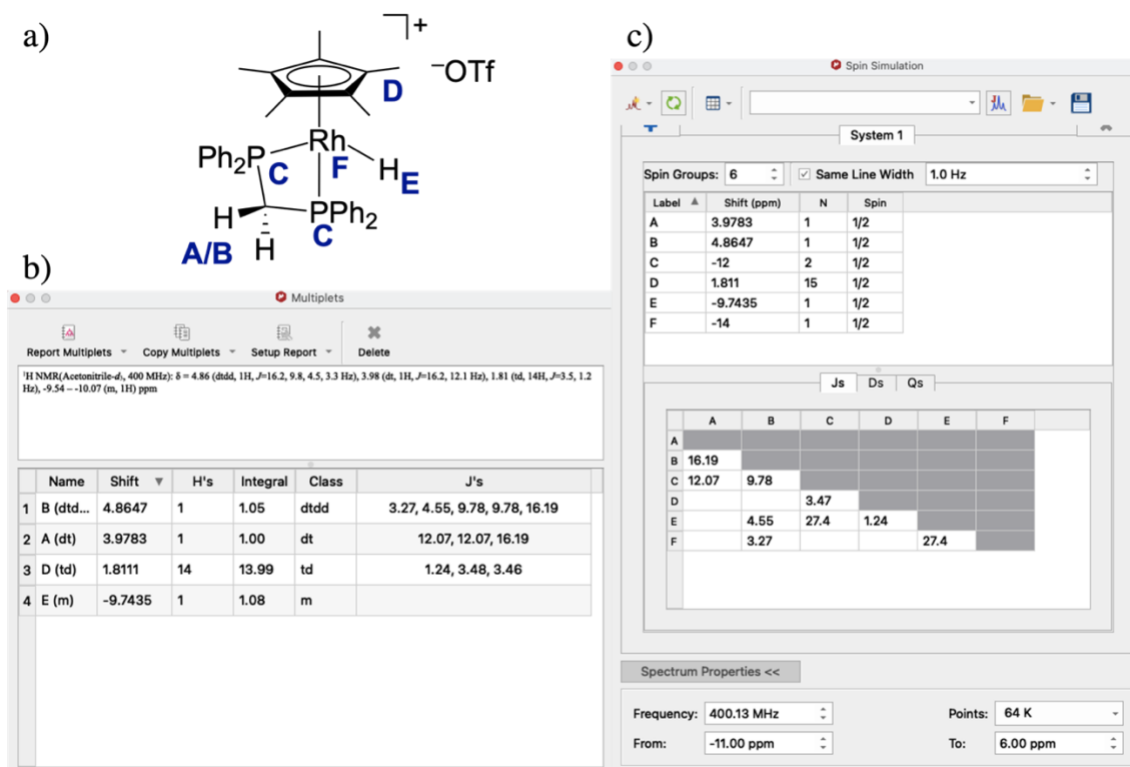 a)
]+
⁻OTf
D
Rh
Ph2P
C
F
H
E
H
PPh2
C
A/B
H
b)
Multiplets
Report Multiplets
Copy Multiplets
Setup Report
Delete
¹H NMR(Acetonitrile-d3, 400 MHz): δ = 4.86 (dtdd, 1H, J=16.2, 9.8, 4.5, 3.3 Hz), 3.98 (dt, 1H, J=16.2, 12.1 Hz), 1.81 (td, 14H, J=3.5, 1.2
Hz), -9.54 – -10.07 (m, 1H) ppm
Name Shift ▼ H's Integral Class J's
1 B (dtd... 4.8647 1 1.05 dtdd 3.27, 4.55, 9.78, 9.78, 16.19
2 A (dt) 3.9783 1 1.00 dt 12.07, 12.07, 16.19
3 D (td) 1.8111 14 13.99 td 1.24, 3.48, 3.46
4 E (m) -9.7435 1 1.08 m
c)
Spin Simulation
System 1
Spin Groups: 6 Same Line Width 1.0 Hz
Label ▲ Shift (ppm) N Spin
A 3.9783 1 1/2
B 4.8647 1 1/2
C -12 2 1/2
D 1.811 15 1/2
E -9.7435 1 1/2
F -14 1 1/2
Js Ds Qs
A B C D E F
A
B 16.19
C 12.07 9.78
D 3.47
E 4.55 27.4 1.24
F 3.27 27.4
Spectrum Properties <<
Frequency: 400.13 MHz Points: 64 K
From: -11.00 ppm To: 6.00 ppm